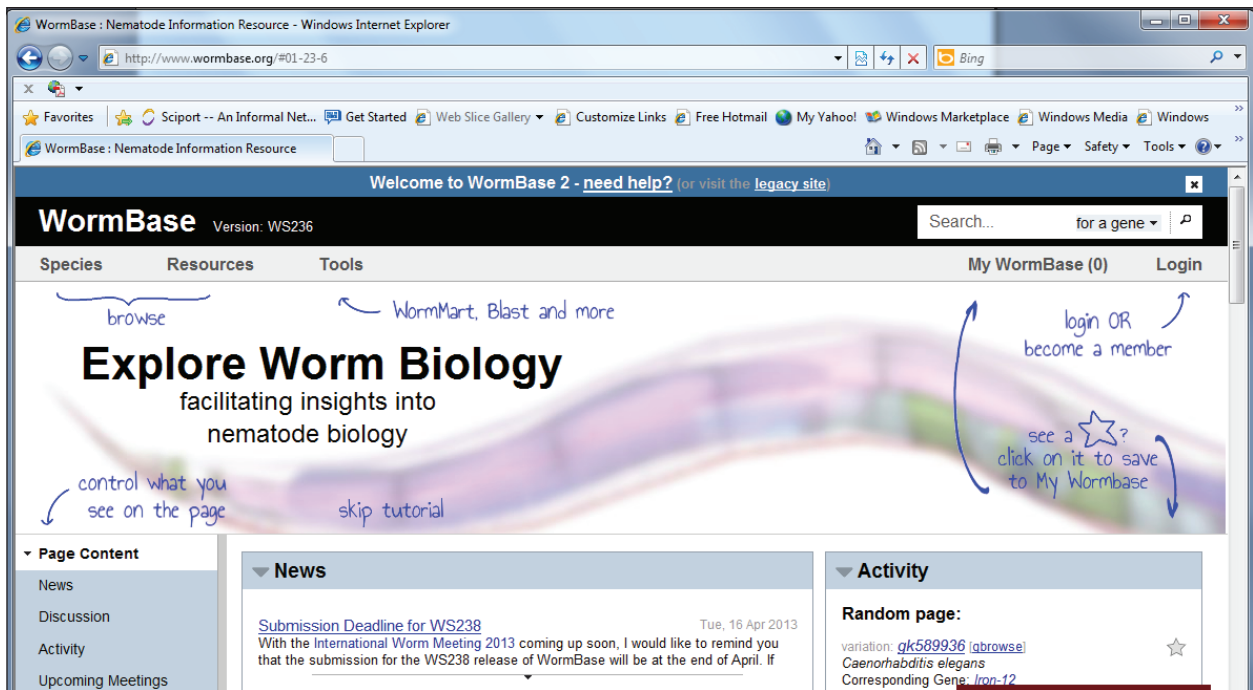 WormBase : Nematode Information Resource - Windows Internet Explorer
http://www.wormbase.org/#01-23-6
Bing
Favorites
Sciport -- An Informal Net...
Get Started
Web Slice Gallery
Customize Links
Free Hotmail
My Yahoo!
Windows Marketplace
Windows Media
Windows
WormBase : Nematode Information Resource
Page
Safety
Tools
Welcome to WormBase 2 - need help? (or visit the legacy site)
WormBase Version: WS236
Search... for a gene
Species Resources Tools My WormBase (0) Login
browse
WormMart, Blast and more
login OR
become a member
Explore Worm Biology
facilitating insights into
nematode biology
see a ?
click on it to save
to My Wormbase
control what you
see on the page
skip tutorial
Page Content
News
Discussion
Activity
Upcoming Meetings
News
Submission Deadline for WS238 Tue, 16 Apr 2013
With the International Worm Meeting 2013 coming up soon, I would like to remind you
that the submission for the WS238 release of WormBase will be at the end of April. If
Activity
Random page:
variation: gk589936 [gbrowse]
Caenorhabditis elegans
Corresponding Gene: lron-12